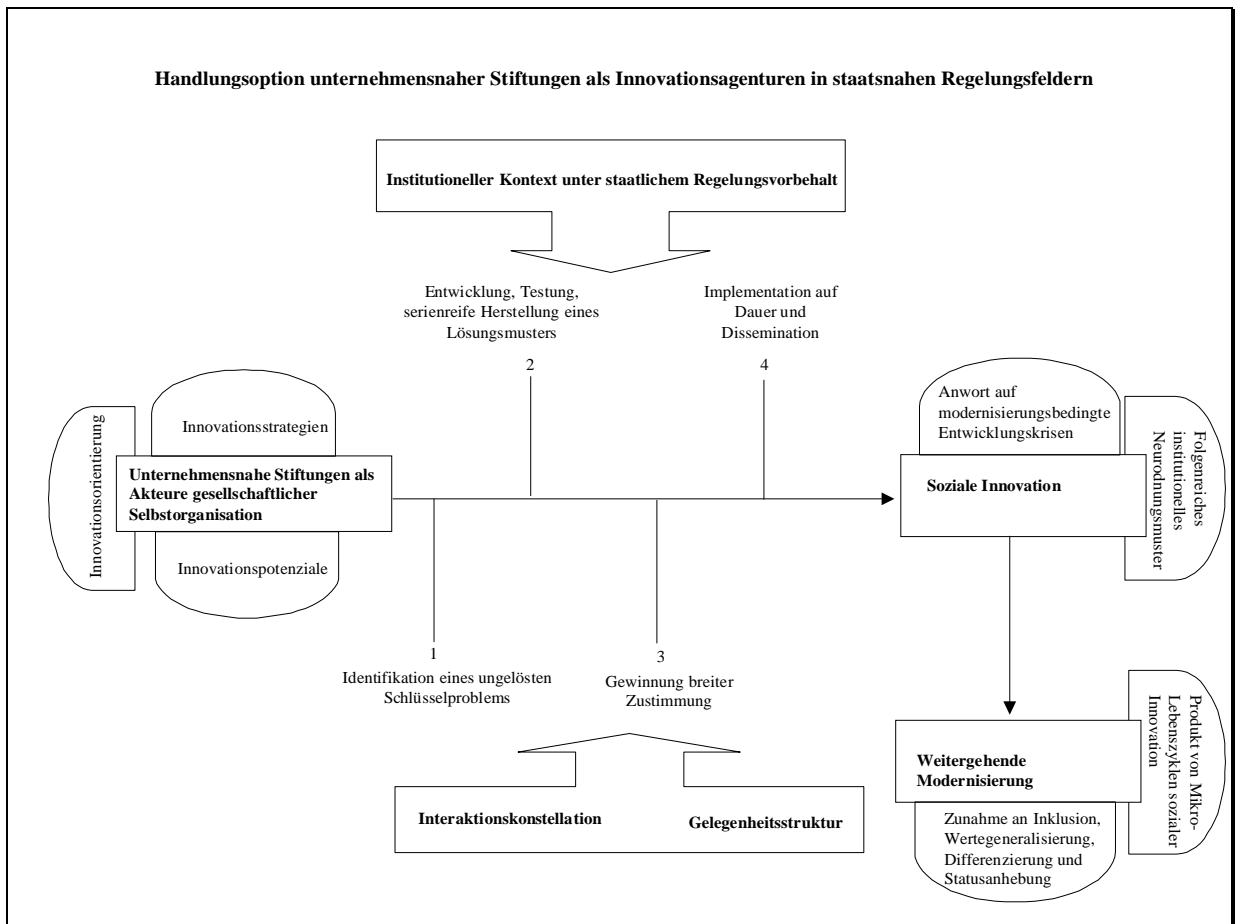 Handlungsoption unternehmensnaher Stiftungen als Innovationsagenturen in staatsnahen Regelungsfeldern
Institutioneller Kontext unter staatlichem Regelungsvorbehalt
Entwicklung, Testung,
serienreife Herstellung eines
Lösungsmusters
2
Implementation auf
Dauer und
Dissemination
4
Innovationsorientierung
Innovationsstrategien
Unternehmensnahe Stiftungen als
Akteure gesellschaftlicher
Selbstorganisation
Innovationspotenziale
Anwort auf
modernisierungsbedingte
Entwicklungskrisen
Soziale Innovation
Folgenreiches
institutionelles
Neurodnungsmuster
1
Identifikation eines ungelösten
Schlüsselproblems
3
Gewinnung breiter
Zustimmung
Interaktionskonstellation
Gelegenheitsstruktur
Weitergehende
Modernisierung
Zunahme an Inklusion,
Wertegeneralisierung,
Differenzierung und
Statusanhebung
Produkt von Mikro-
Lebenszyklen sozialer
Innovation